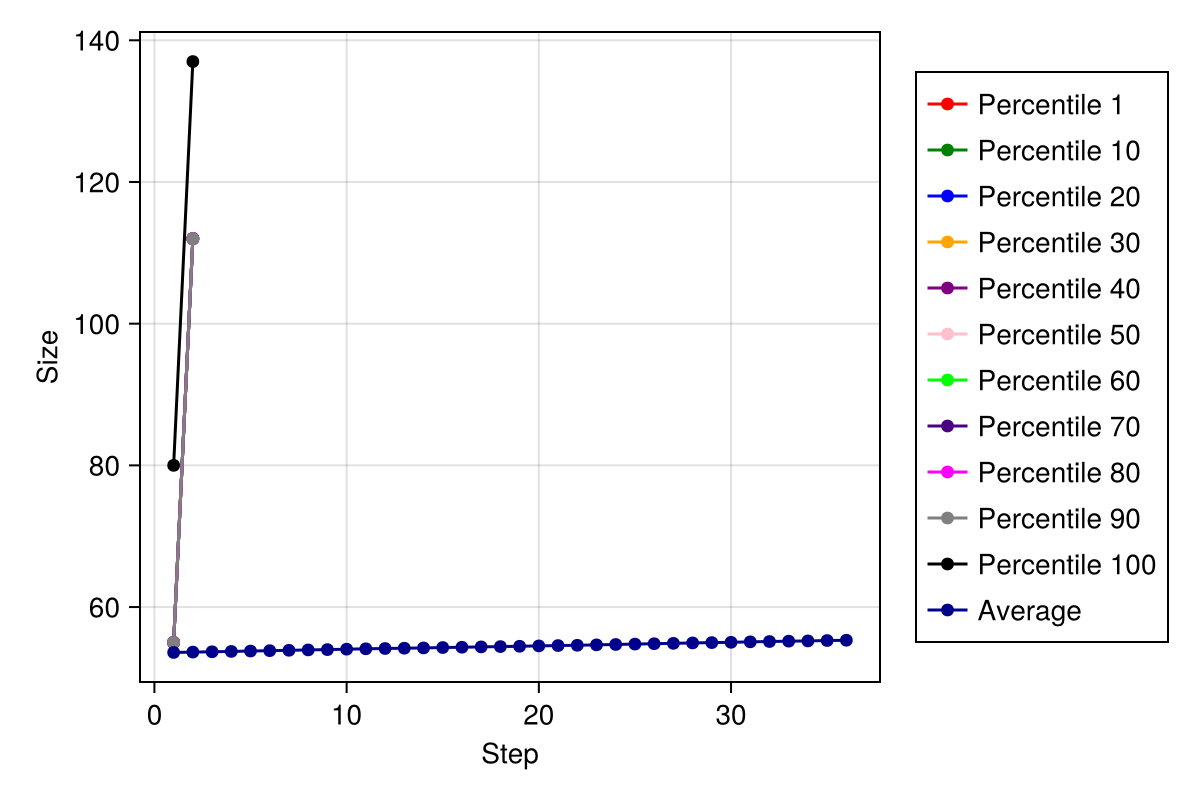 140
120
100
80
60
Size
0 10 20 30
Step
Percentile 1
Percentile 10
Percentile 20
Percentile 30
Percentile 40
Percentile 50
Percentile 60
Percentile 70
Percentile 80
Percentile 90
Percentile 100
Average